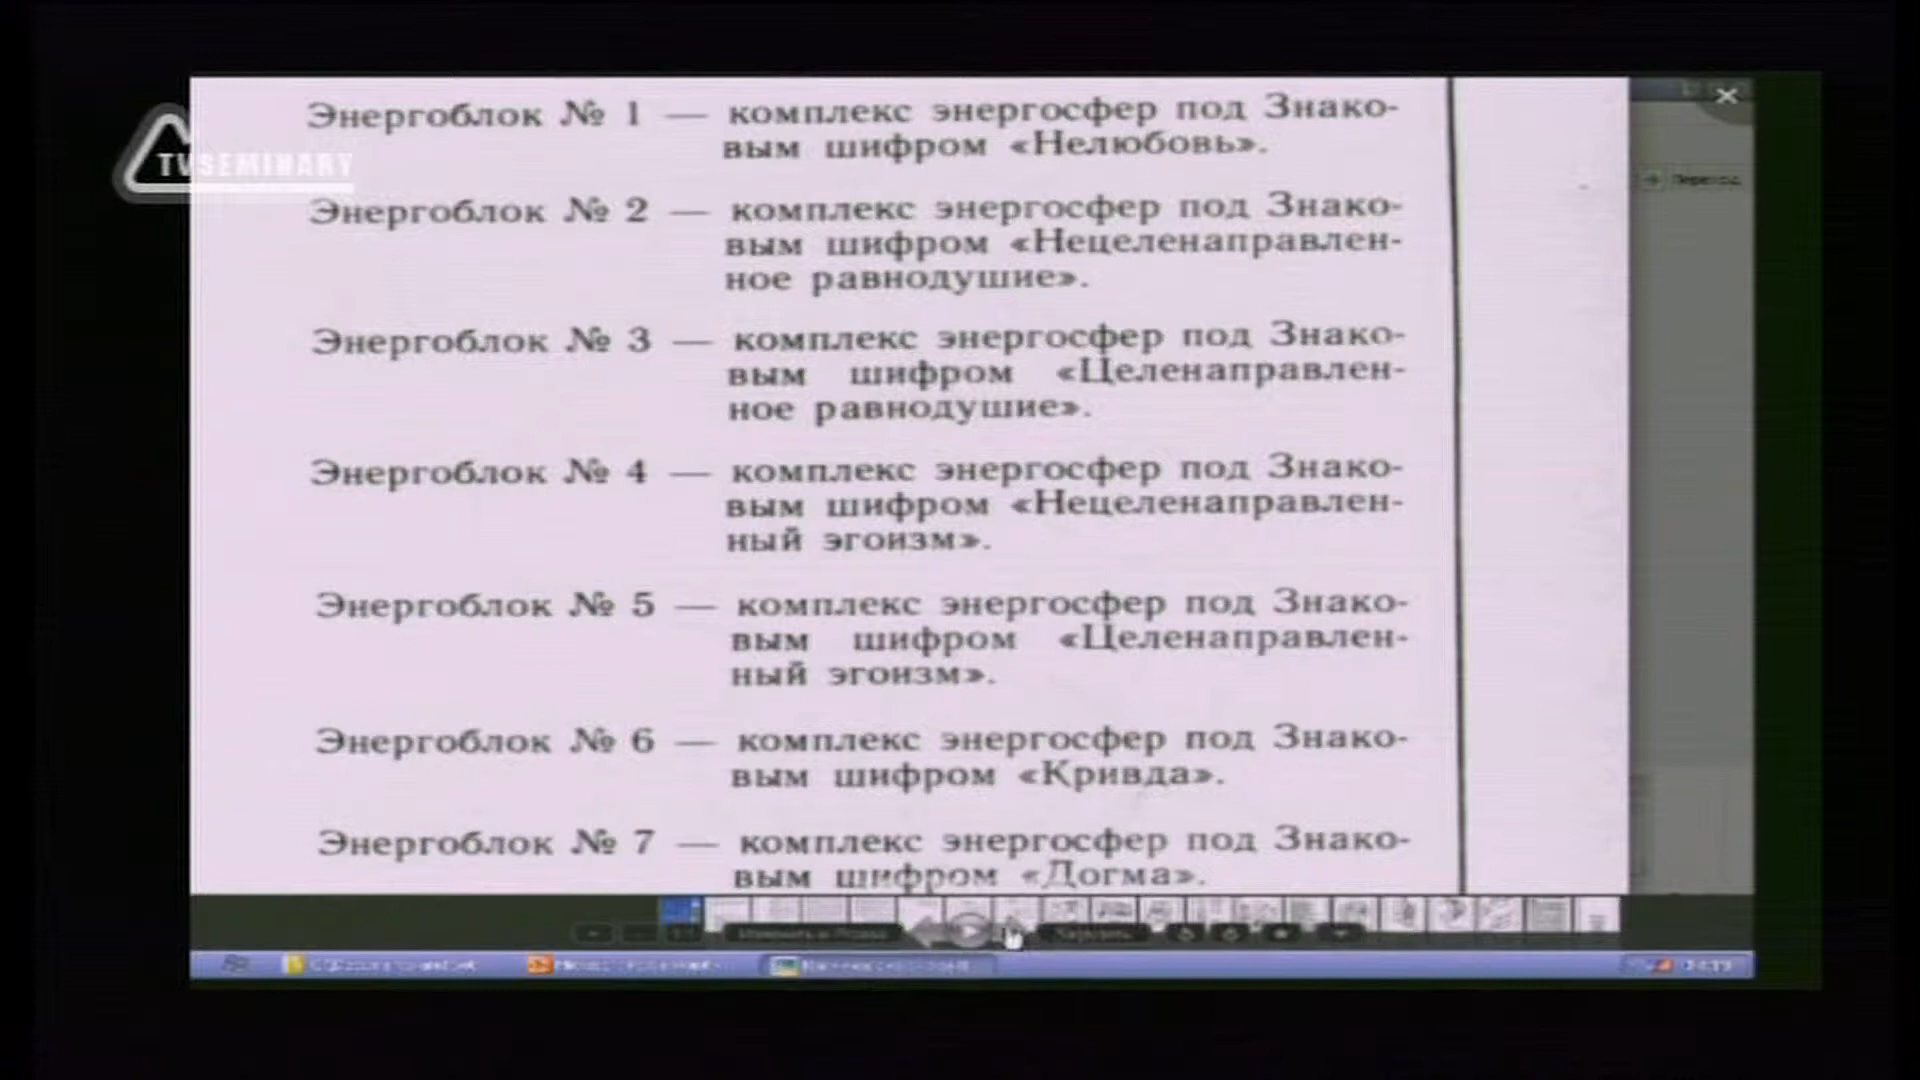 TVSEMINARY
Энергоблок № 1 — комплекс энергосфер под Знако-
вым шифром «Нелюбовь».
Энергоблок № 2 — комплекс энергосфер под Знако-
вым шифром «Нецеленаправлен-
ное равнодушие».
Энергоблок № 3 — комплекс энергосфер под Знако-
вым шифром «Целенаправлен-
ное равнодушие».
Энергоблок № 4 — комплекс энергосфер под Знако-
вым шифром «Нецеленаправлен-
ный эгоизм».
Энергоблок № 5 — комплекс энергосфер под Знако-
вым шифром «Целенаправлен-
ный эгоизм».
Энергоблок № 6 — комплекс энергосфер под Знако-
вым шифром «Кривда».
Энергоблок № 7 — комплекс энергосфер под Знако-
вым шифром «Догма».
Переход